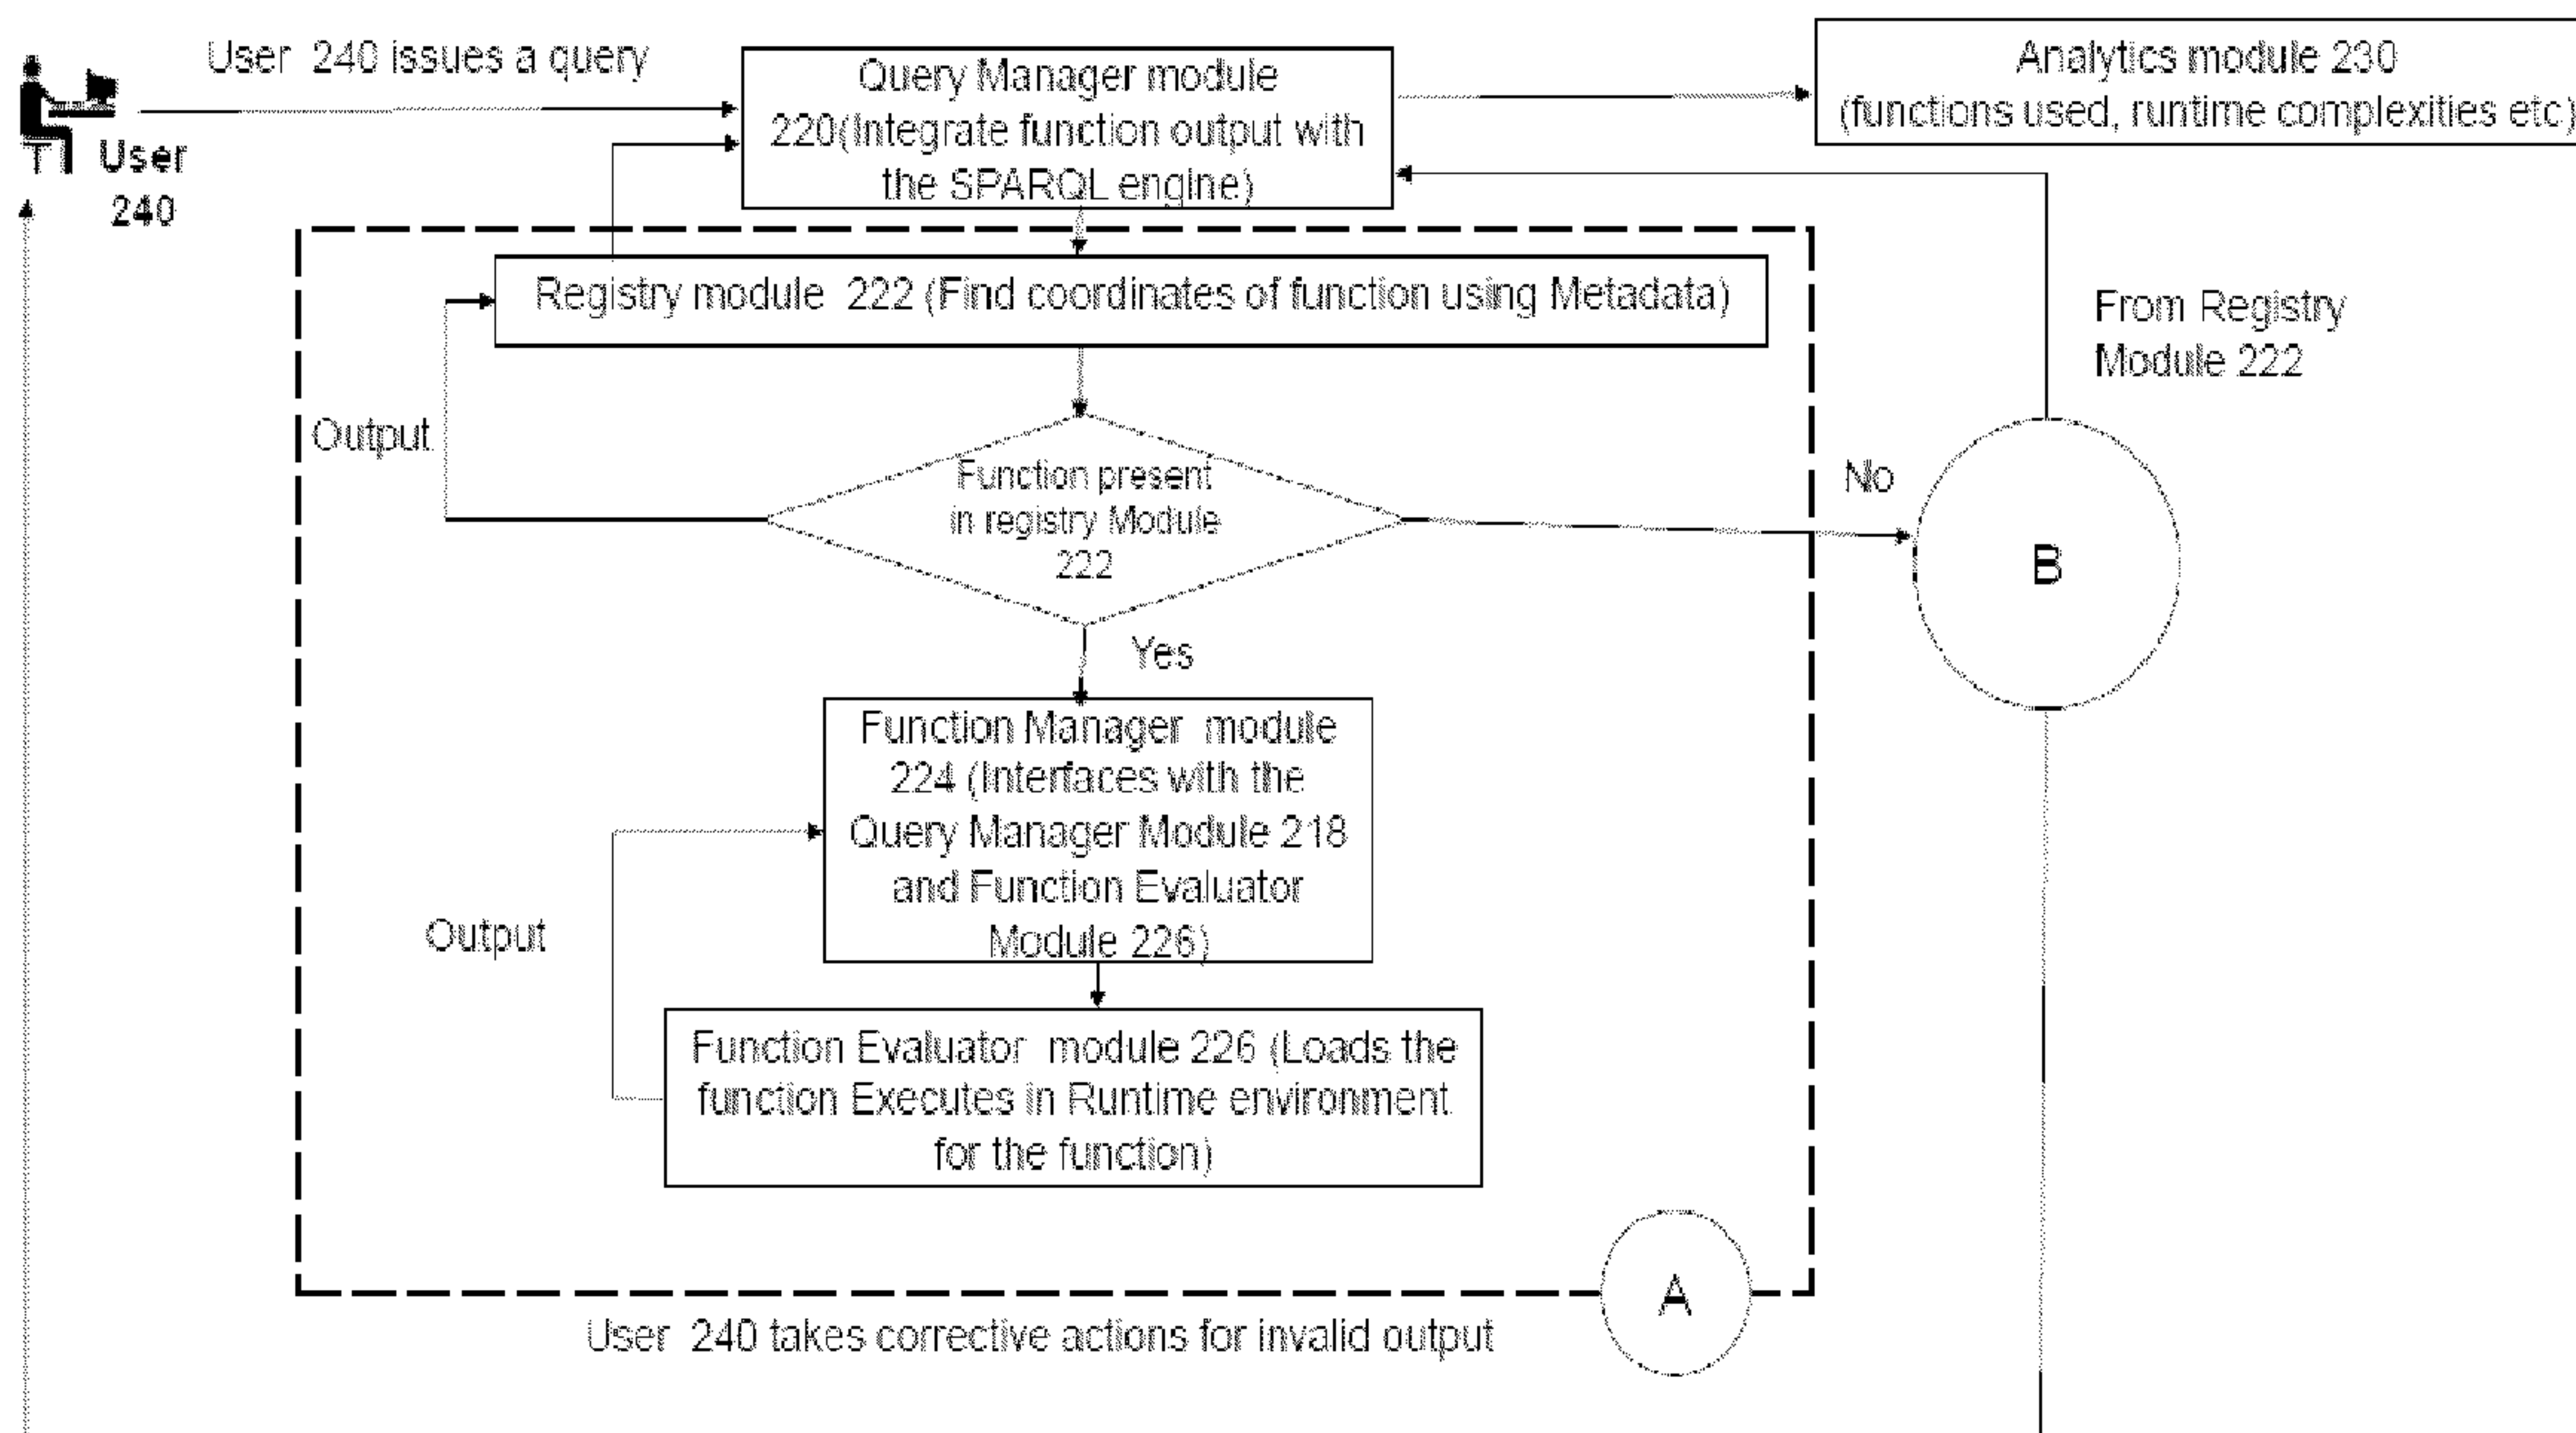 User 240 issues a query
User
240
Query Manager module
220(Integrate function output with
the SPARQL engine)
Analytics module 230
(functions used, runtime complexities etc)
Registry module 222 (Find coordinates of function using Metadata)
From Registry
Module 222
Output
Function present
in registry Module
222
No
B
Yes
Function Manager module
224 (Interfaces with the
Query Manager Module 218
and Function Evaluator
Module 226)
Output
Function Evaluator module 226 (Loads the
function Executes in Runtime environment
for the function)
A
User 240 takes corrective actions for invalid output